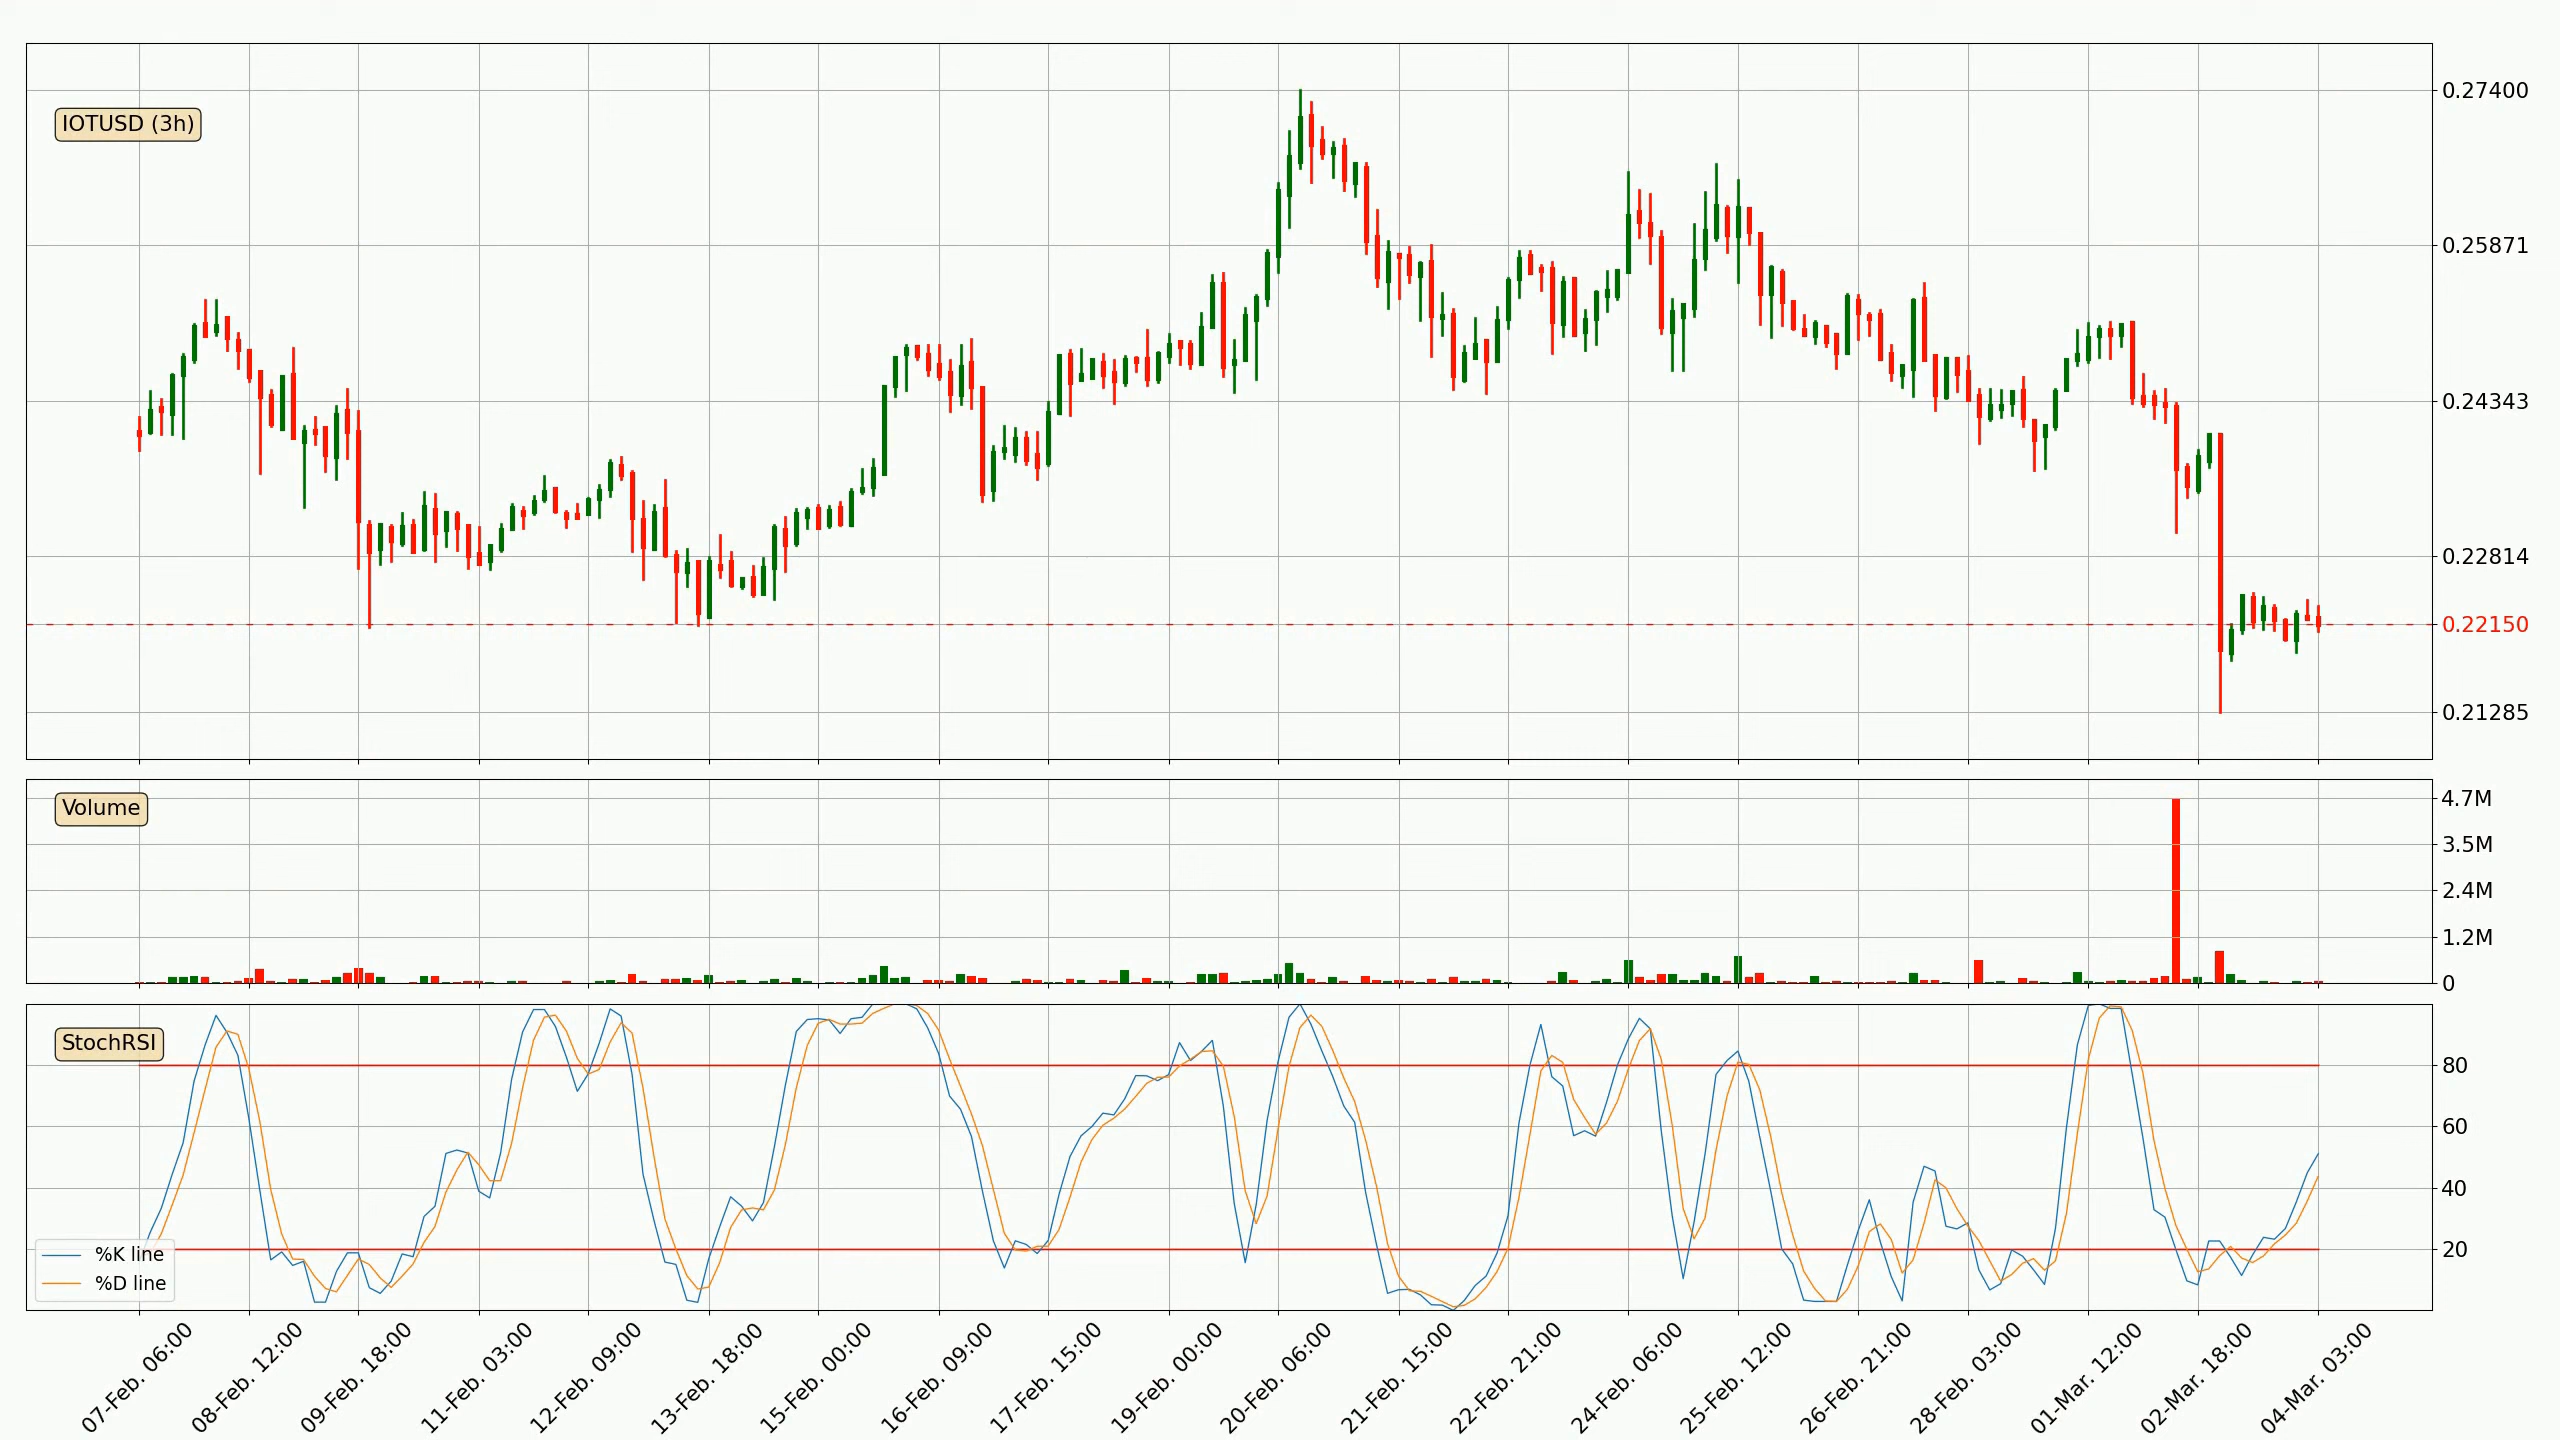 IOTUSD (3h)
0.27400
0.25871
0.24343
0.22814
0.22150
0.21285
Volume
4.7M
3.5M
2.4M
1.2M
0
StochRSI
80
60
40
20
%K line
%D line
07-Feb. 06:00
08-Feb. 12:00
09-Feb. 18:00
11-Feb. 03:00
12-Feb. 09:00
13-Feb. 18:00
15-Feb. 00:00
16-Feb. 09:00
17-Feb. 15:00
19-Feb. 00:00
20-Feb. 06:00
21-Feb. 15:00
22-Feb. 21:00
24-Feb. 06:00
25-Feb. 12:00
26-Feb. 21:00
28-Feb. 03:00
01-Mar. 12:00
02-Mar. 18:00
04-Mar. 03:00